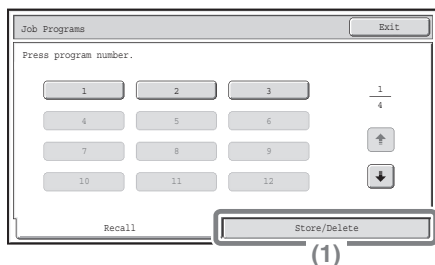 Job Programs Exit
Press program number.
1 2 3 1
4
4 5 6
7 8 9
10 11 12
Recall Store/Delete
(1)